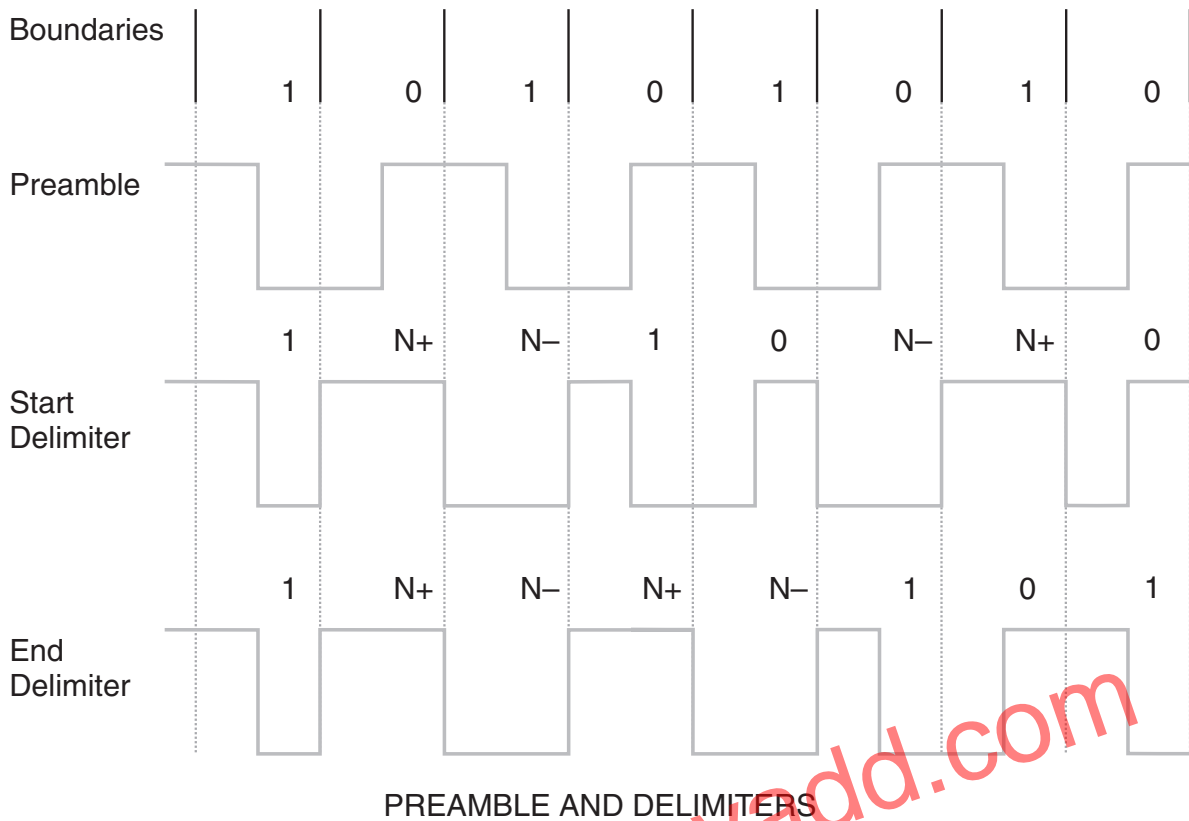 Boundaries
1 0 1 0 1 0 1 0
Preamble
1 N+ N– 1 0 N– N+ 0
Start
Delimiter
1 N+ N– N+ N– 1 0 1
End
Delimiter
PREAMBLE AND DELIMITERS